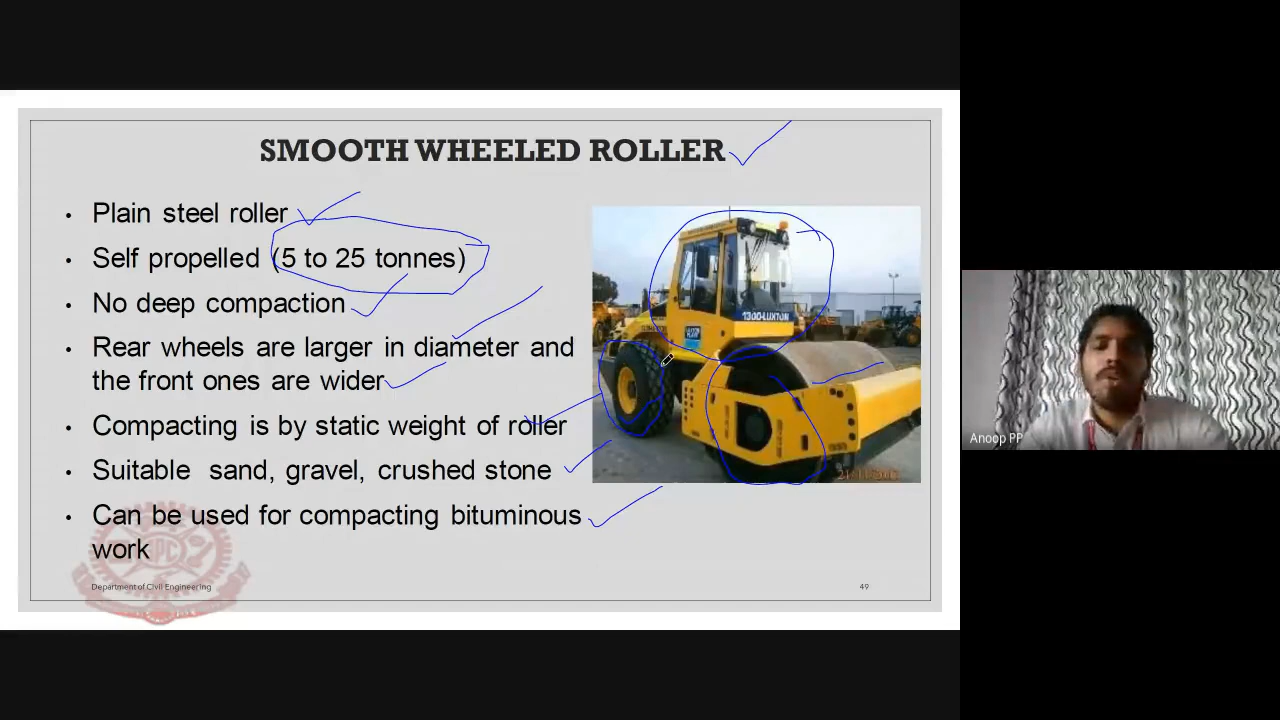 SMOOTH WHEELED ROLLER
• Plain steel roller
• Self propelled (5 to 25 tonnes)
• No deep compaction
• Rear wheels are larger in diameter and
the front ones are wider
• Compacting is by static weight of roller
• Suitable sand, gravel, crushed stone
• Can be used for compacting bituminous
work
Department of Civil Engineering
49
1300-LUXTON
Anoop PP